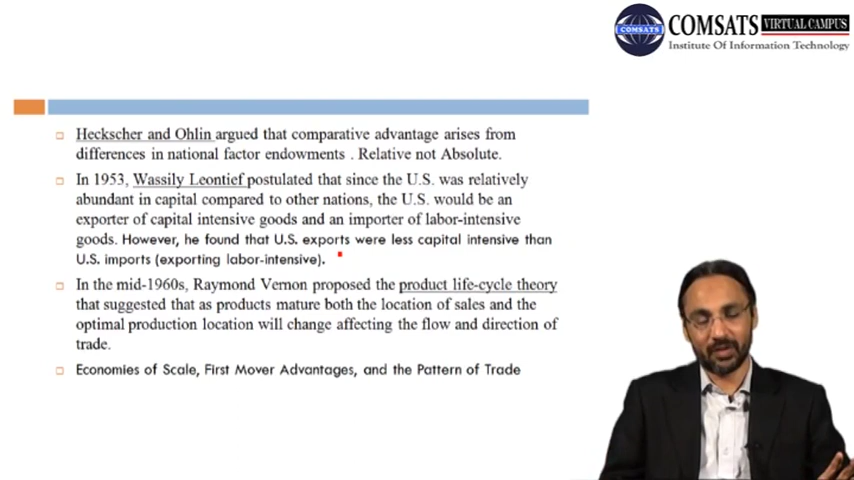 COMSATS VIRTUAL CAMPUS
COMSATS
Institute Of Information Technology
Heckscher and Ohlin argued that comparative advantage arises from
differences in national factor endowments . Relative not Absolute.
In 1953, Wassily Leontief postulated that since the U.S. was relatively
abundant in capital compared to other nations, the U.S. would be an
exporter of capital intensive goods and an importer of labor-intensive
goods. However, he found that U.S. exports were less capital intensive than
U.S. imports (exporting labor-intensive).
In the mid-1960s, Raymond Vernon proposed the product life-cycle theory
that suggested that as products mature both the location of sales and the
optimal production location will change affecting the flow and direction of
trade.
Economies of Scale, First Mover Advantages, and the Pattern of Trade